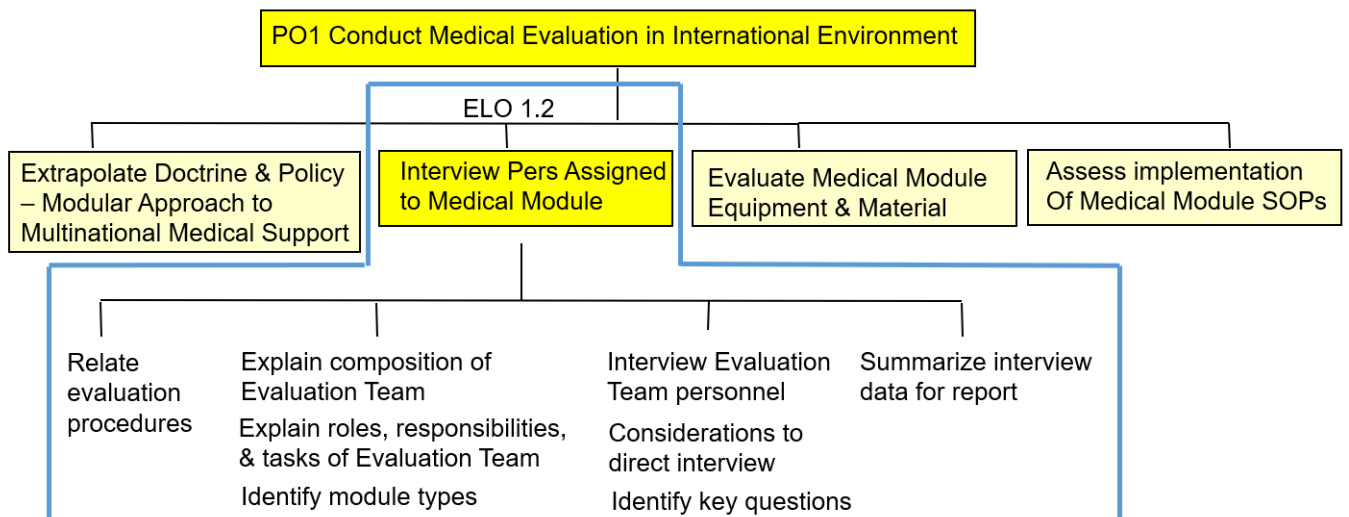 PO1 Conduct Medical Evaluation in International Environment
ELO 1.2
Extrapolate Doctrine & Policy
– Modular Approach to
Multinational Medical Support
Interview Pers Assigned
to Medical Module
Evaluate Medical Module
Equipment & Material
Assess implementation
Of Medical Module SOPs
Relate
evaluation
procedures
Explain composition of
Evaluation Team
Explain roles, responsibilities,
& tasks of Evaluation Team
Identify module types
Interview Evaluation
Team personnel
Considerations to
direct interview
Identify key questions
Summarize interview
data for report